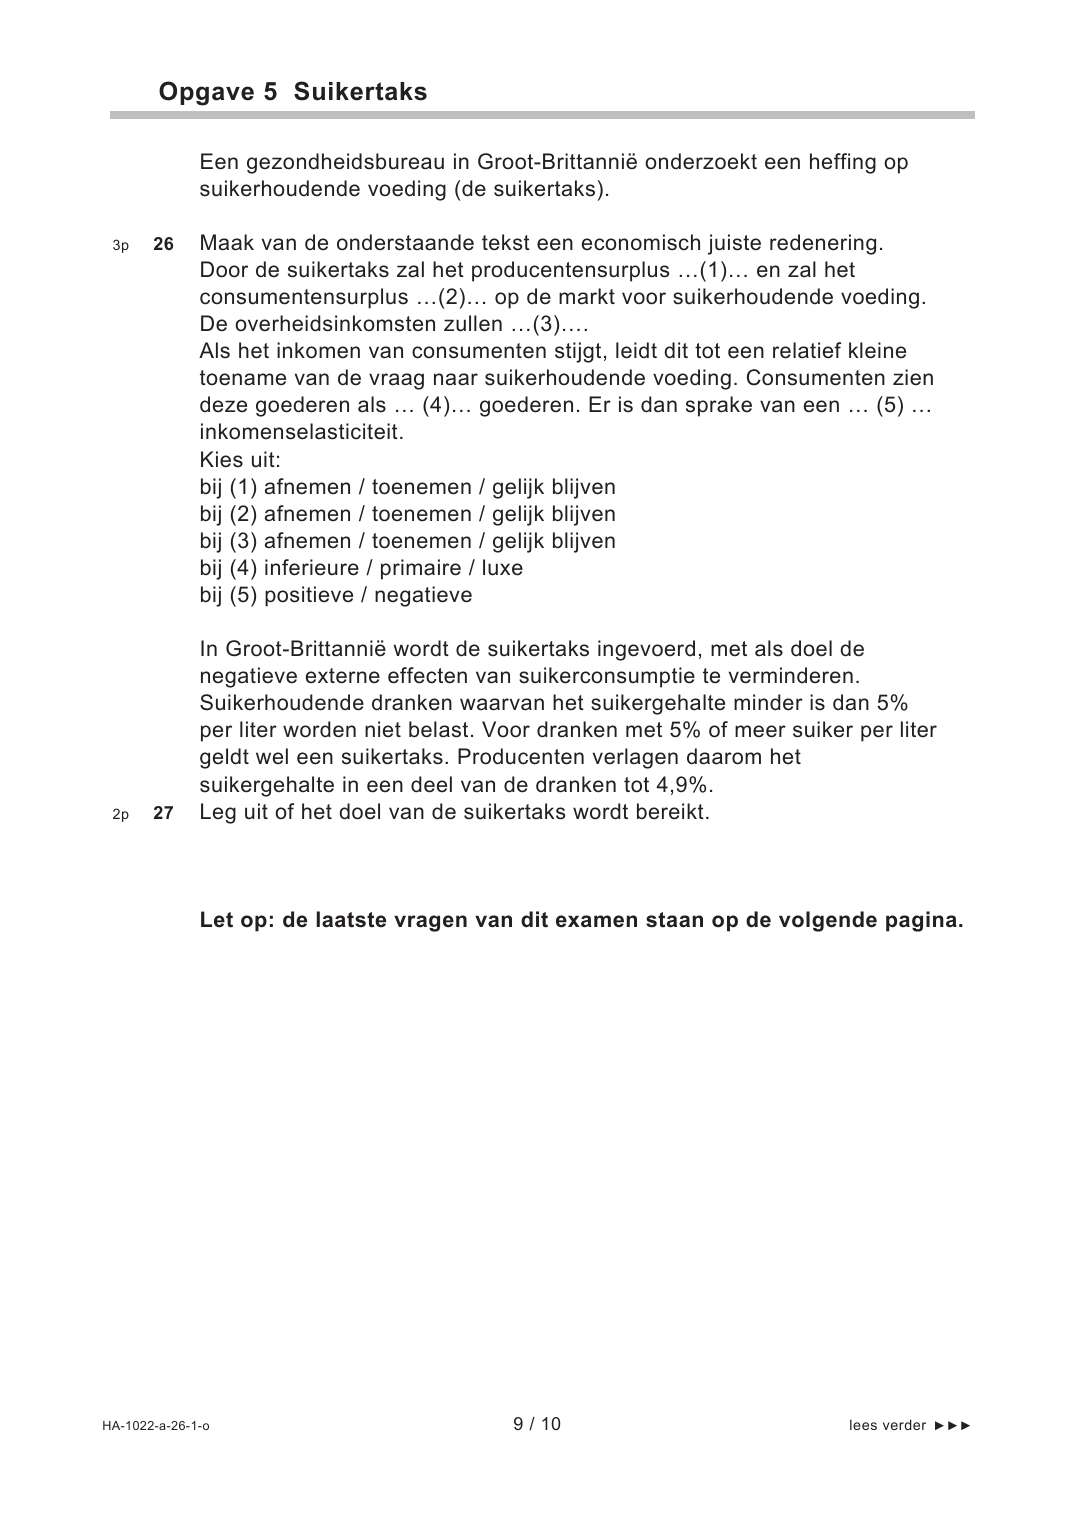 Opgave 5 Suikertaks
Een gezondheidsbureau in Groot-Brittannië onderzoekt een heffing op
suikerhoudende voeding (de suikertaks).
3p 26 Maak van de onderstaande tekst een economisch juiste redenering.
Door de suikertaks zal het producentensurplus …(1)… en zal het
consumentensurplus …(2)… op de markt voor suikerhoudende voeding.
De overheidsinkomsten zullen …(3)….
Als het inkomen van consumenten stijgt, leidt dit tot een relatief kleine
toename van de vraag naar suikerhoudende voeding. Consumenten zien
deze goederen als … (4)… goederen. Er is dan sprake van een … (5) …
inkomenselasticiteit.
Kies uit:
bij (1) afnemen / toenemen / gelijk blijven
bij (2) afnemen / toenemen / gelijk blijven
bij (3) afnemen / toenemen / gelijk blijven
bij (4) inferieure / primaire / luxe
bij (5) positieve / negatieve
In Groot-Brittannië wordt de suikertaks ingevoerd, met als doel de
negatieve externe effecten van suikerconsumptie te verminderen.
Suikerhoudende dranken waarvan het suikergehalte minder is dan 5%
per liter worden niet belast. Voor dranken met 5% of meer suiker per liter
geldt wel een suikertaks. Producenten verlagen daarom het
suikergehalte in een deel van de dranken tot 4,9%.
2p 27 Leg uit of het doel van de suikertaks wordt bereikt.
Let op: de laatste vragen van dit examen staan op de volgende pagina.
HA-1022-a-26-1-o 9 / 10 lees verder ►►►